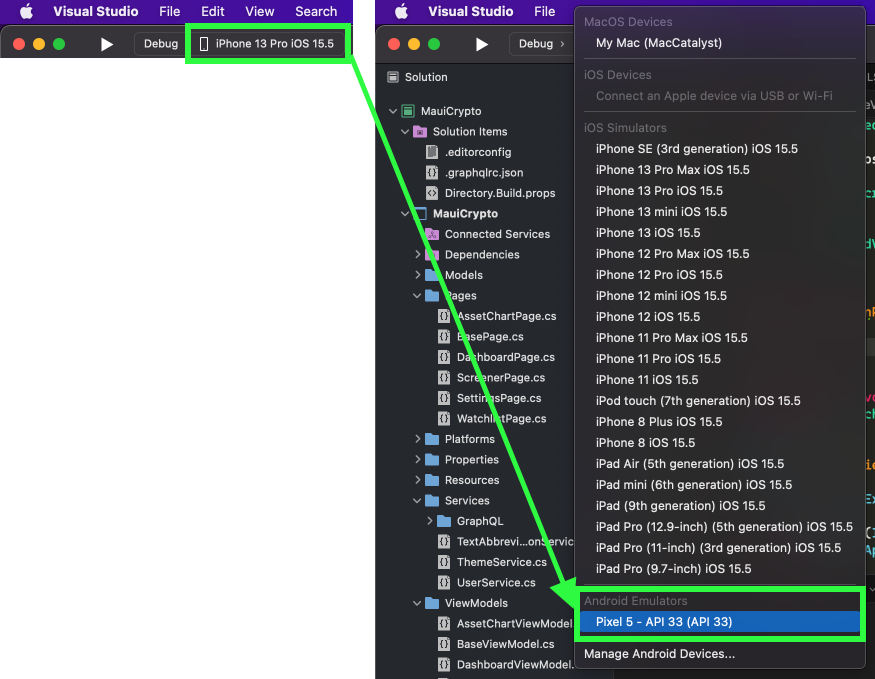 Visual Studio File Edit View Search
Debug iPhone 13 Pro iOS 15.5
Visual Studio File
Debug ›
Solution
MauiCrypto
Solution Items
.editorconfig
.graphqlrc.json
Directory.Build.props
MauiCrypto
Connected Services
Dependencies
Models
Pages
AssetChartPage.cs
BasePage.cs
DashboardPage.cs
ScreenerPage.cs
SettingsPage.cs
WatchlistPage.cs
Platforms
Properties
Resources
Services
GraphQL
TextAbbrevi...onServic
ThemeService.cs
UserService.cs
ViewModels
AssetChartViewModel
BaseViewModel.cs
DashboardViewModel.
MacOS Devices
My Mac (MacCatalyst)
iOS Devices
Connect an Apple device via USB or Wi-Fi
iOS Simulators
iPhone SE (3rd generation) iOS 15.5
iPhone 13 Pro Max iOS 15.5
iPhone 13 Pro iOS 15.5
iPhone 13 mini iOS 15.5
iPhone 13 iOS 15.5
iPhone 12 Pro Max iOS 15.5
iPhone 12 Pro iOS 15.5
iPhone 12 mini iOS 15.5
iPhone 12 iOS 15.5
iPhone 11 Pro Max iOS 15.5
iPhone 11 Pro iOS 15.5
iPhone 11 iOS 15.5
iPod touch (7th generation) iOS 15.5
iPhone 8 Plus iOS 15.5
iPhone 8 iOS 15.5
iPad Air (5th generation) iOS 15.5
iPad mini (6th generation) iOS 15.5
iPad (9th generation) iOS 15.5
iPad Pro (12.9-inch) (5th generation) iOS 15.5
iPad Pro (11-inch) (3rd generation) iOS 15.5
iPad Pro (9.7-inch) iOS 15.5
Android Emulators
Pixel 5 - API 33 (API 33)
Manage Android Devices...